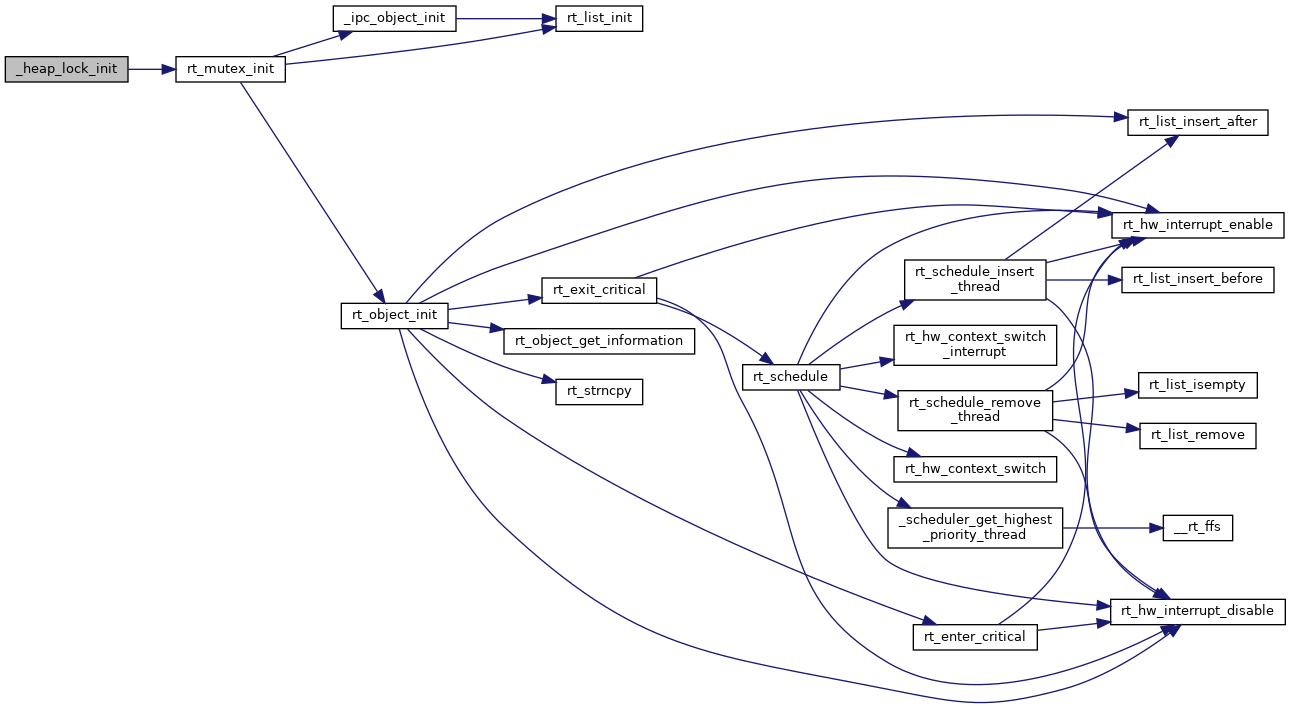 _heap_lock_init
rt_mutex_init
_ipc_object_init
rt_list_init
rt_object_init
rt_exit_critical
rt_object_get_information
rt_strncpy
rt_schedule
rt_schedule_insert
_thread
rt_hw_context_switch
_interrupt
rt_schedule_remove
_thread
rt_hw_context_switch
_scheduler_get_highest
_priority_thread
rt_enter_critical
rt_list_insert_after
rt_hw_interrupt_enable
rt_list_insert_before
rt_list_isempty
rt_list_remove
__rt_ffs
rt_hw_interrupt_disable